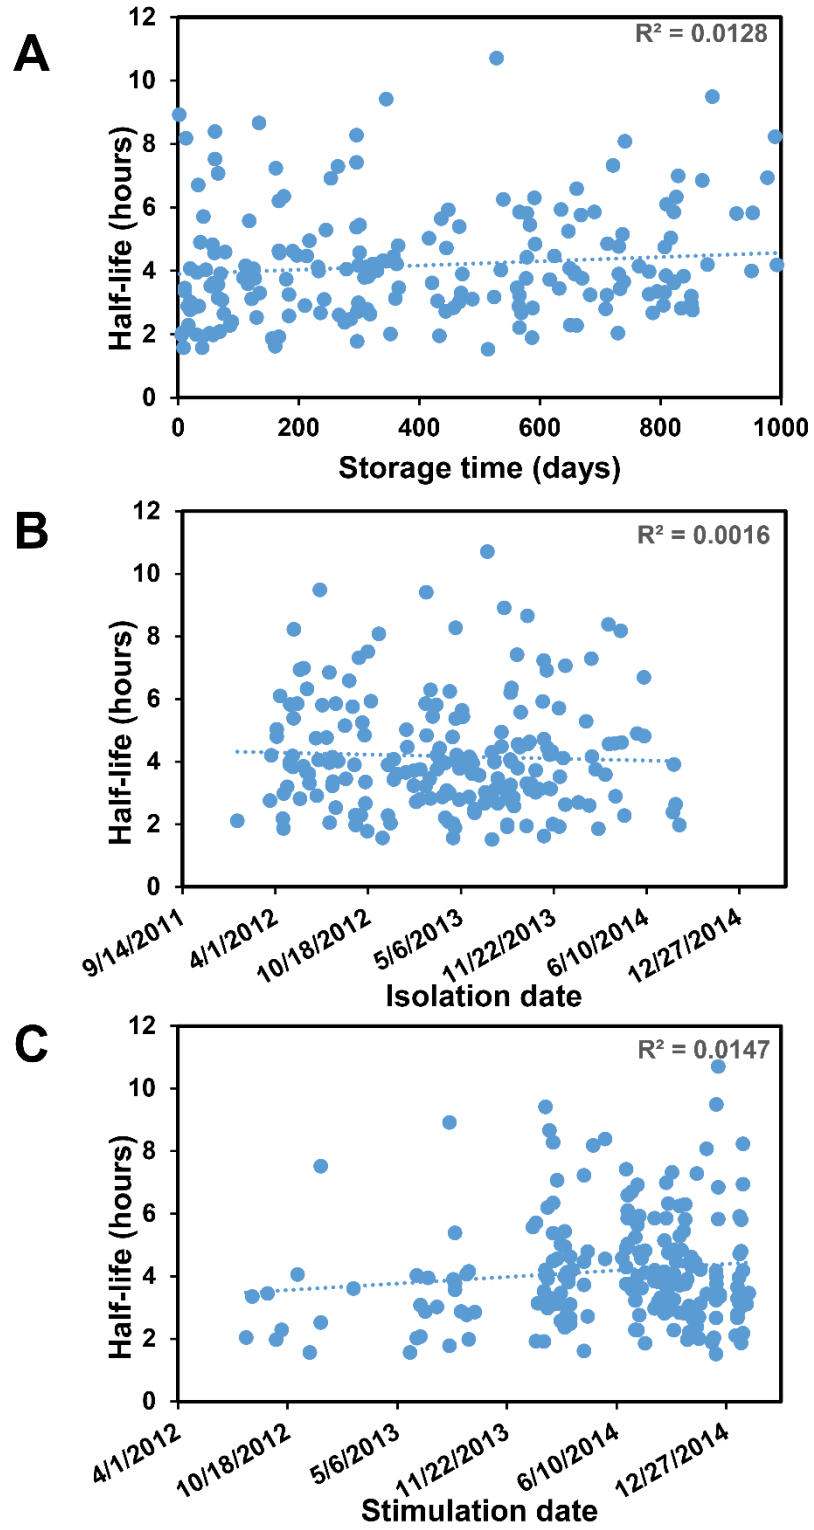 A
R² = 0.0128
12
10
8
6
4
2
0
Half-life (hours)
0 200 400 600 800 1000
Storage time (days)
B
R² = 0.0016
12
10
8
6
4
2
0
Half-life (hours)
9/14/2011 4/1/2012 10/18/2012 5/6/2013 11/22/2013 6/10/2014 12/27/2014
Isolation date
C
R² = 0.0147
12
10
8
6
4
2
0
Half-life (hours)
4/1/2012 10/18/2012 5/6/2013 11/22/2013 6/10/2014 12/27/2014
Stimulation date